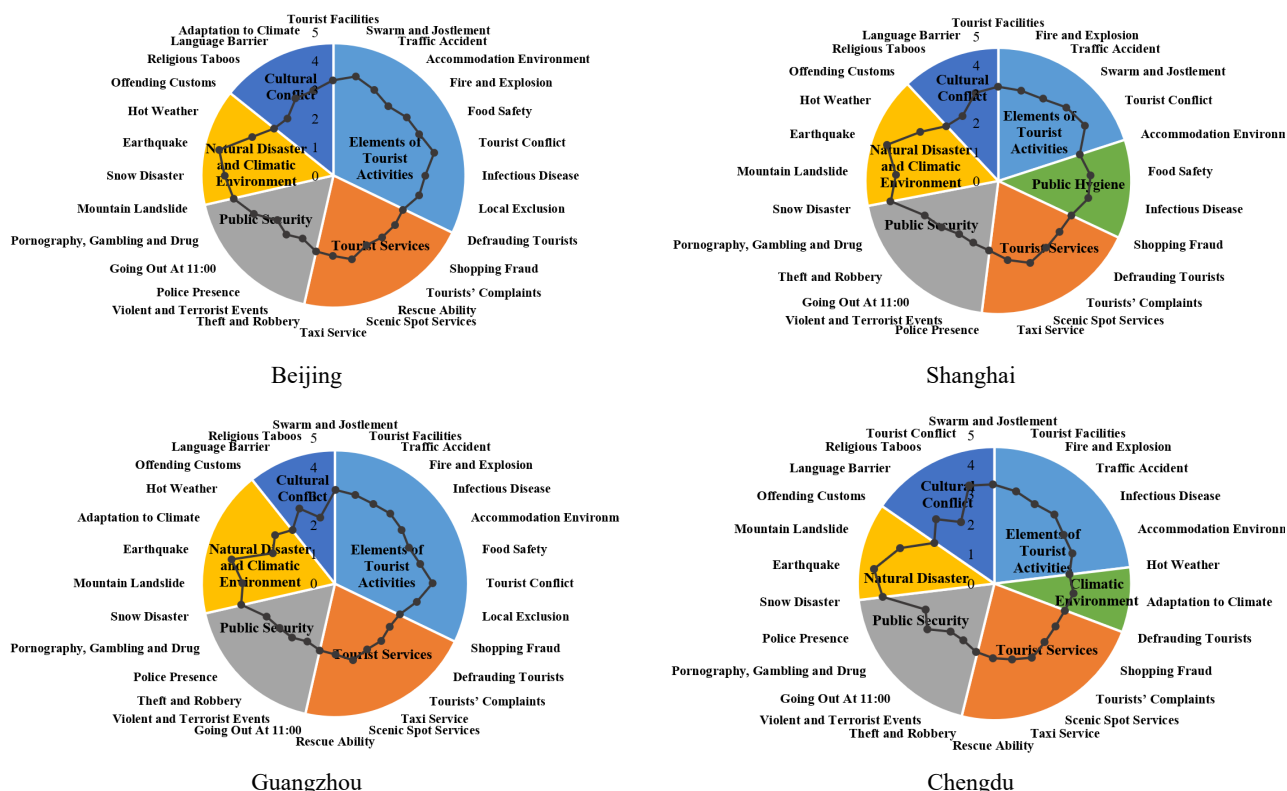 Tourist Facilities
Swarm and Jostlement
Traffic Accident
Accommodation Environment
Fire and Explosion
Food Safety
Tourist Conflict
Infectious Disease
Local Exclusion
Defrauding Tourists
Shopping Fraud
Tourists' Complaints
Rescue Ability
Scenic Spot Services
Taxi Service
Theft and Robbery
Violent and Terrorist Events
Police Presence
Going Out At 11:00
Pornography, Gambling and Drug
Mountain Landslide
Snow Disaster
Earthquake
Hot Weather
Offending Customs
Religious Taboos
Language Barrier
Adaptation to Climate
5
4
3
2
1
0
Cultural
Conflict
Elements of
Tourist
Activities
Natural Disaster
and Climatic
Environment
Public Security
Tourist Services
Beijing
Tourist Facilities
Fire and Explosion
Traffic Accident
Swarm and Jostlement
Tourist Conflict
Accommodation Environm
Food Safety
Infectious Disease
Shopping Fraud
Defrauding Tourists
Tourists' Complaints
Scenic Spot Services
Taxi Service
Police Presence
Violent and Terrorist Events
Going Out At 11:00
Theft and Robbery
Pornography, Gambling and Drug
Snow Disaster
Mountain Landslide
Earthquake
Hot Weather
Offending Customs
Religious Taboos
Language Barrier
5
4
3
2
1
0
Cultural
Conflict
Elements of
Tourist
Activities
Natural Disaster
and Climatic
Environment
Public Hygiene
Public Security
Tourist Services
Shanghai
Swarm and Jostlement
Tourist Facilities
Traffic Accident
Fire and Explosion
Infectious Disease
Accommodation Environm
Food Safety
Tourist Conflict
Local Exclusion
Shopping Fraud
Defrauding Tourists
Tourists' Complaints
Taxi Service
Scenic Spot Services
Rescue Ability
Going Out At 11:00
Violent and Terrorist Events
Theft and Robbery
Police Presence
Pornography, Gambling and Drug
Snow Disaster
Mountain Landslide
Earthquake
Adaptation to Climate
Hot Weather
Offending Customs
Language Barrier
Religious Taboos
5
4
3
2
1
0
Cultural
Conflict
Elements of
Tourist
Activities
Natural Disaster
and Climatic
Environment
Public Security
Tourist Services
Guangzhou
Swarm and Jostlement
Tourist Facilities
Fire and Explosion
Traffic Accident
Infectious Disease
Accommodation Environm
Hot Weather
Adaptation to Climate
Defrauding Tourists
Shopping Fraud
Tourists' Complaints
Scenic Spot Services
Taxi Service
Rescue Ability
Theft and Robbery
Violent and Terrorist Events
Going Out At 11:00
Pornography, Gambling and Drug
Police Presence
Snow Disaster
Earthquake
Mountain Landslide
Offending Customs
Language Barrier
Religious Taboos
Tourist Conflict
5
4
3
2
1
0
Cultural
Conflict
Elements of
Tourist
Activities
Natural Disaster
Climatic
Environment
Public Security
Tourist Services
Chengdu